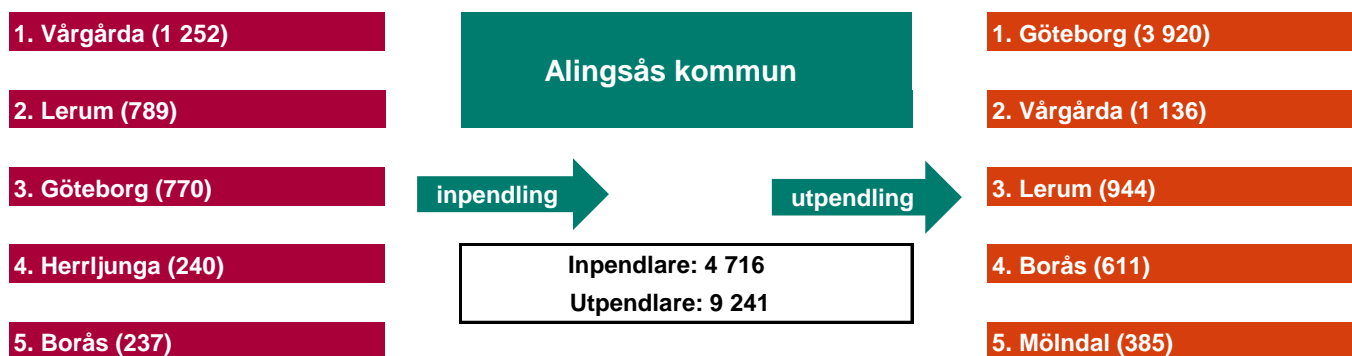 1. Vårgårda (1 252)
2. Lerum (789)
3. Göteborg (770)
4. Herrljunga (240)
5. Borås (237)
inpendling
Alingsås kommun
utpendling
Inpendlare: 4 716
Utpendlare: 9 241
1. Göteborg (3 920)
2. Vårgårda (1 136)
3. Lerum (944)
4. Borås (611)
5. Mölndal (385)